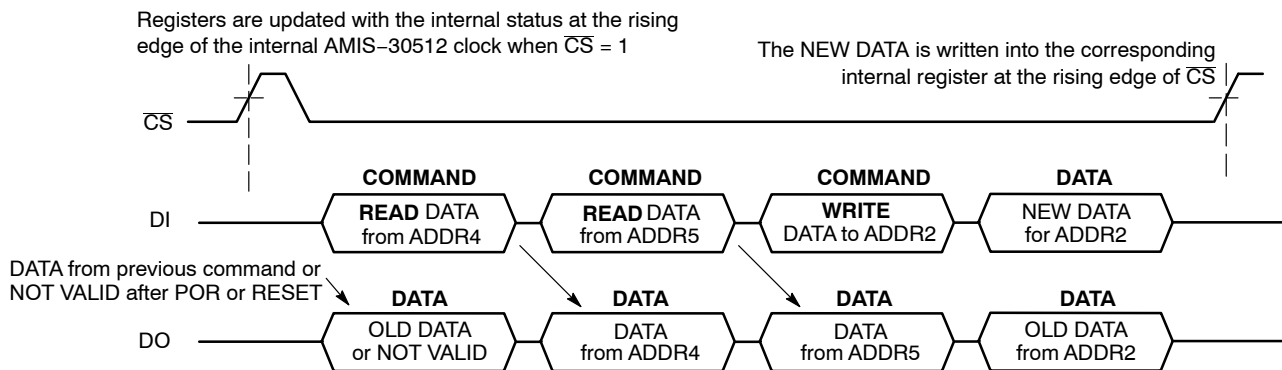 Registers are updated with the internal status at the rising
edge of the internal AMIS−30512 clock when C̅S̅ = 1
The NEW DATA is written into the corresponding
internal register at the rising edge of C̅S̅
C̅S̅
COMMAND
COMMAND
COMMAND
DATA
DI
READ DATA
from ADDR4
READ DATA
from ADDR5
WRITE
DATA to ADDR2
NEW DATA
for ADDR2
DATA from previous command or
NOT VALID after POR or RESET
DATA
DATA
DATA
DATA
DO
OLD DATA
or NOT VALID
DATA
from ADDR4
DATA
from ADDR5
OLD DATA
from ADDR2